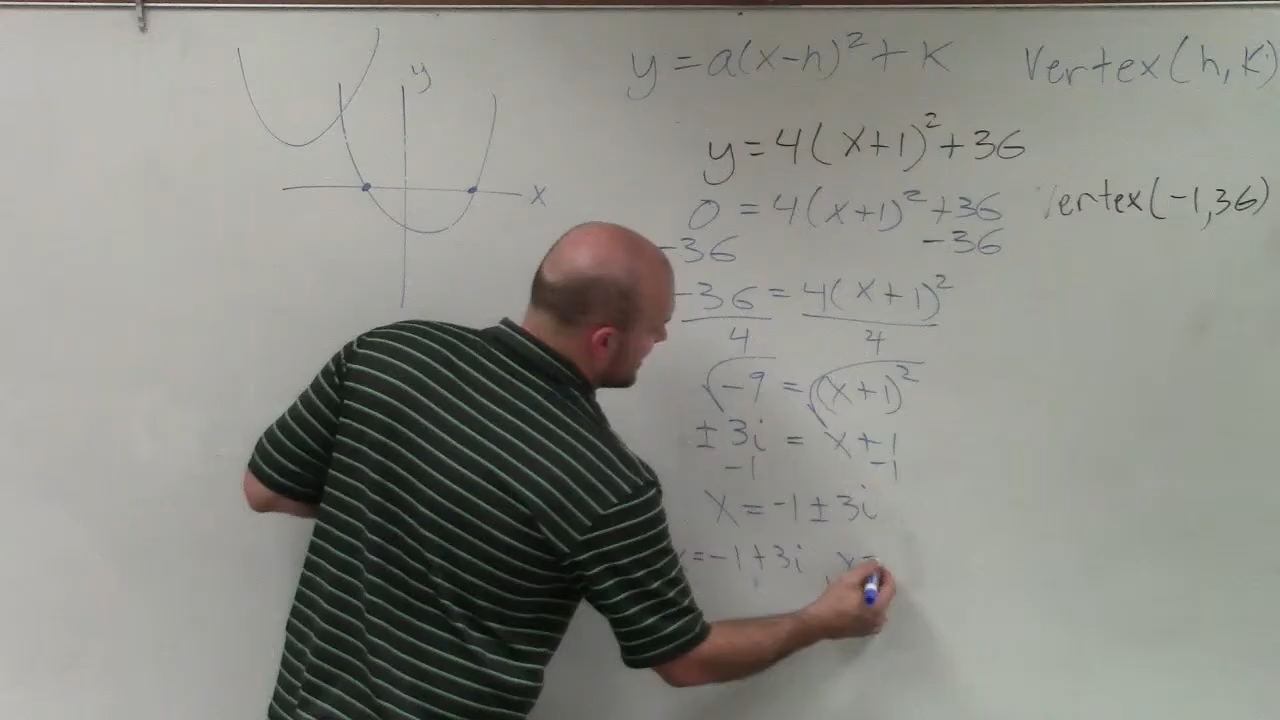 y
x
y = a(x-h)² + k   Vertex(h, k)
y = 4(x+1)² + 36
0 = 4(x+1)² + 36   Vertex(-1, 36)
-36   -36
-36 = 4(x+1)²
4   4
√-9 = √(x+1)²
± 3i = x + 1
-1   -1
x = -1 ± 3i
x = -1 + 3i, x =